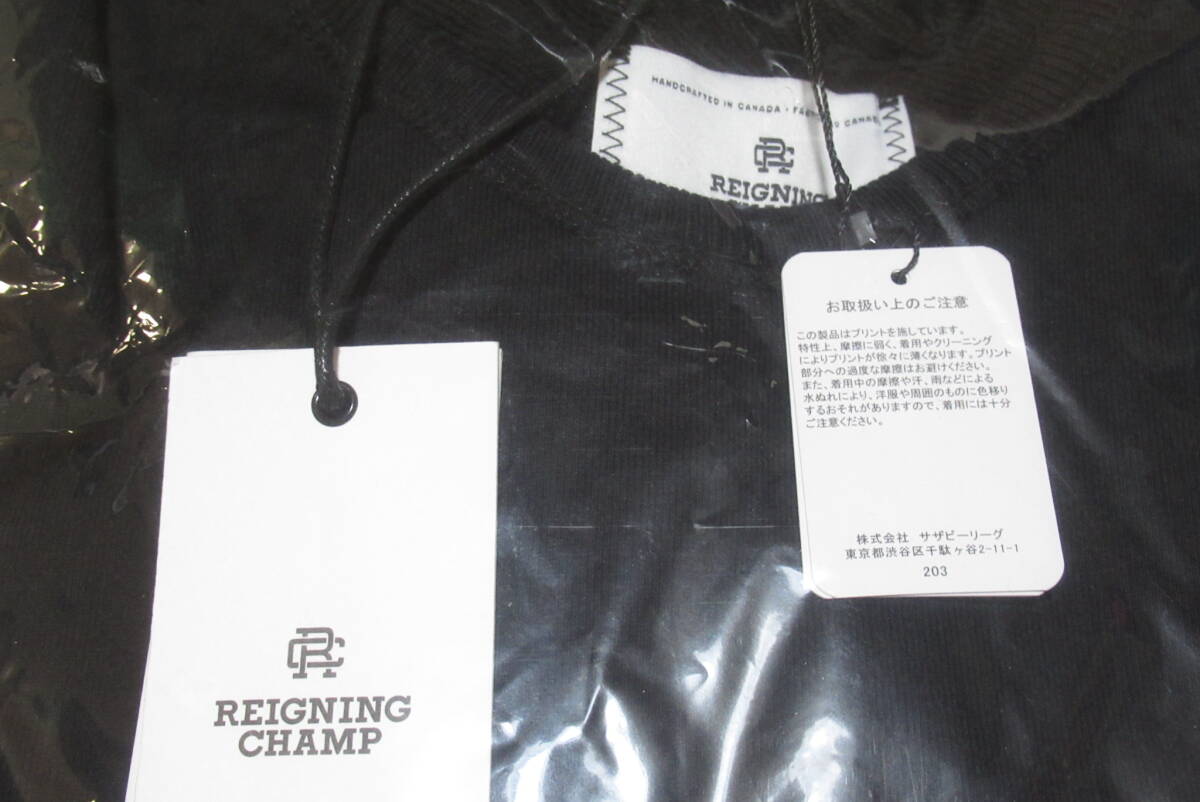 HANDCRAFTED IN CANADA •
RC
REIGNING
お取扱い上のご注意
この製品はプリントを施しています。
特性上、摩擦に弱く、着用やクリーニング
によりプリントが徐々に薄くなります。プリント
部分への過度な摩擦はお避けください。
また、着用中の摩擦や汗、雨などによる
水ぬれにより、洋服や周囲のものに色移り
するおそれがありますので、着用には十分
ご注意ください。
株式会社 サザビーリーグ
東京都渋谷区千駄ヶ谷2-11-1
203
RC
REIGNING
CHAMP